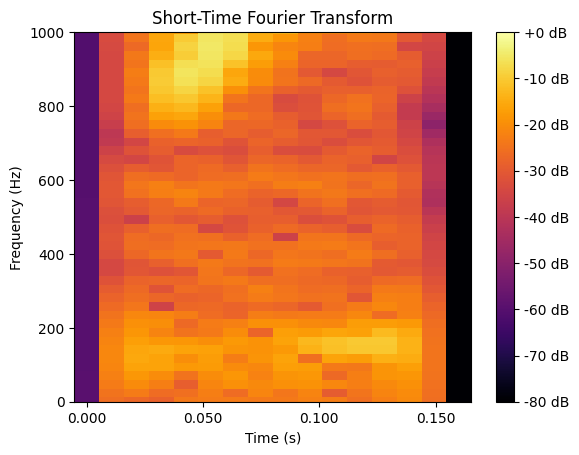 Short-Time Fourier Transform
1000
800
600
400
200
0
Frequency (Hz)
0.000
0.050
0.100
0.150
Time (s)
+0 dB
-10 dB
-20 dB
-30 dB
-40 dB
-50 dB
-60 dB
-70 dB
-80 dB